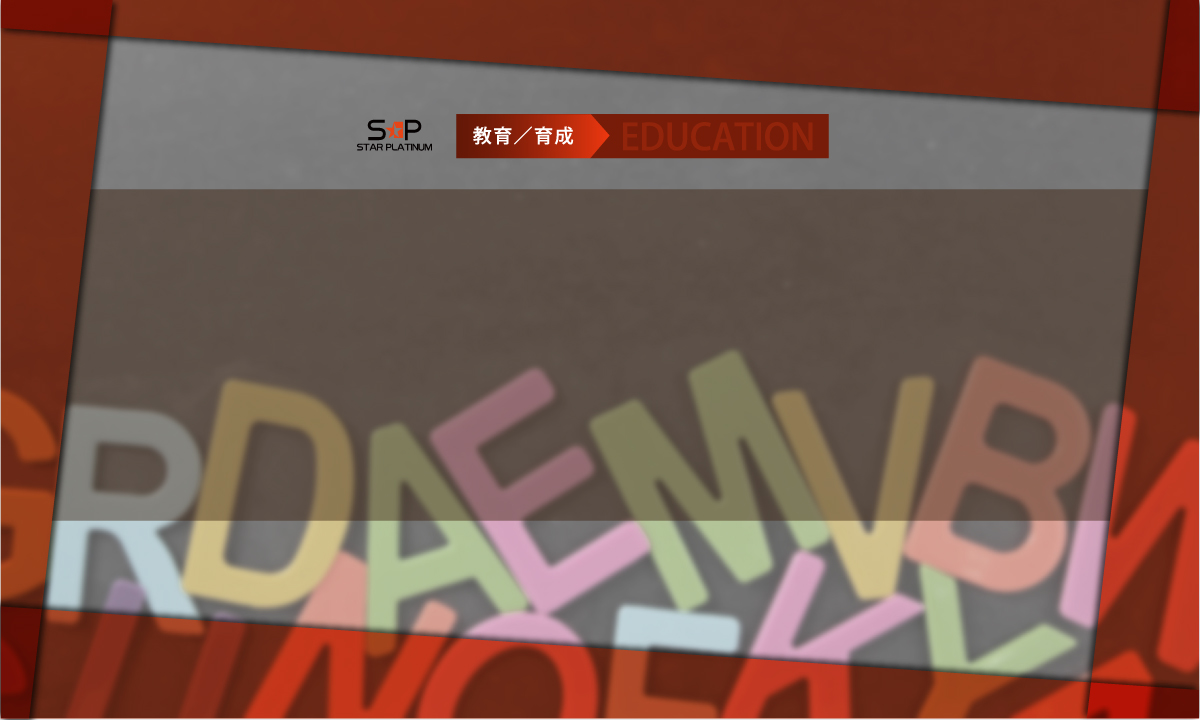 S★P
STAR PLATINUM
教育／育成
EDUCATION
G R D A E M V B N
U N O F K Y